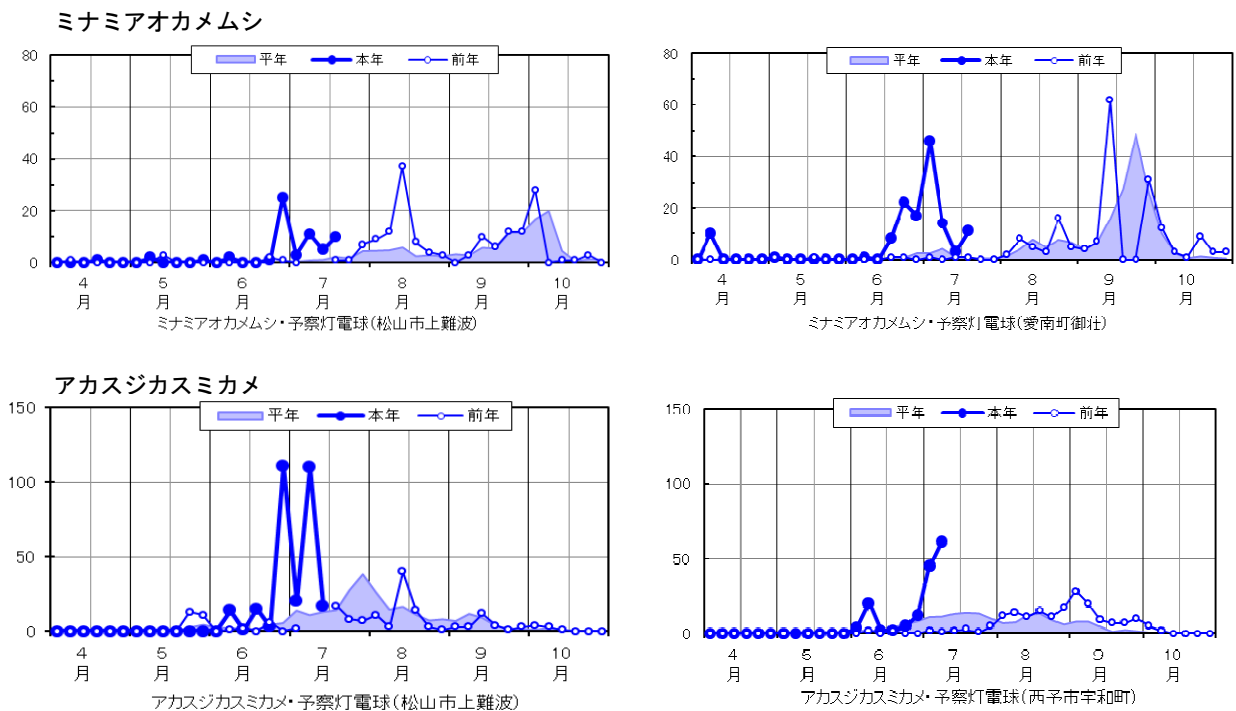 ミナミアオカメムシ
平年 本年 前年
80
60
40
20
0
4月 5月 6月 7月 8月 9月 10月
ミナミアオカメムシ・予察灯電球(松山市上難波)
平年 本年 前年
80
60
40
20
0
4月 5月 6月 7月 8月 9月 10月
ミナミアオカメムシ・予察灯電球(愛南町御荘)
アカスジカスミカメ
平年 本年 前年
150
100
50
0
4月 5月 6月 7月 8月 9月 10月
アカスジカスミカメ・予察灯電球(松山市上難波)
平年 本年 前年
150
100
50
0
4月 5月 6月 7月 8月 9月 10月
アカスジカスミカメ・予察灯電球(西予市宇和町)